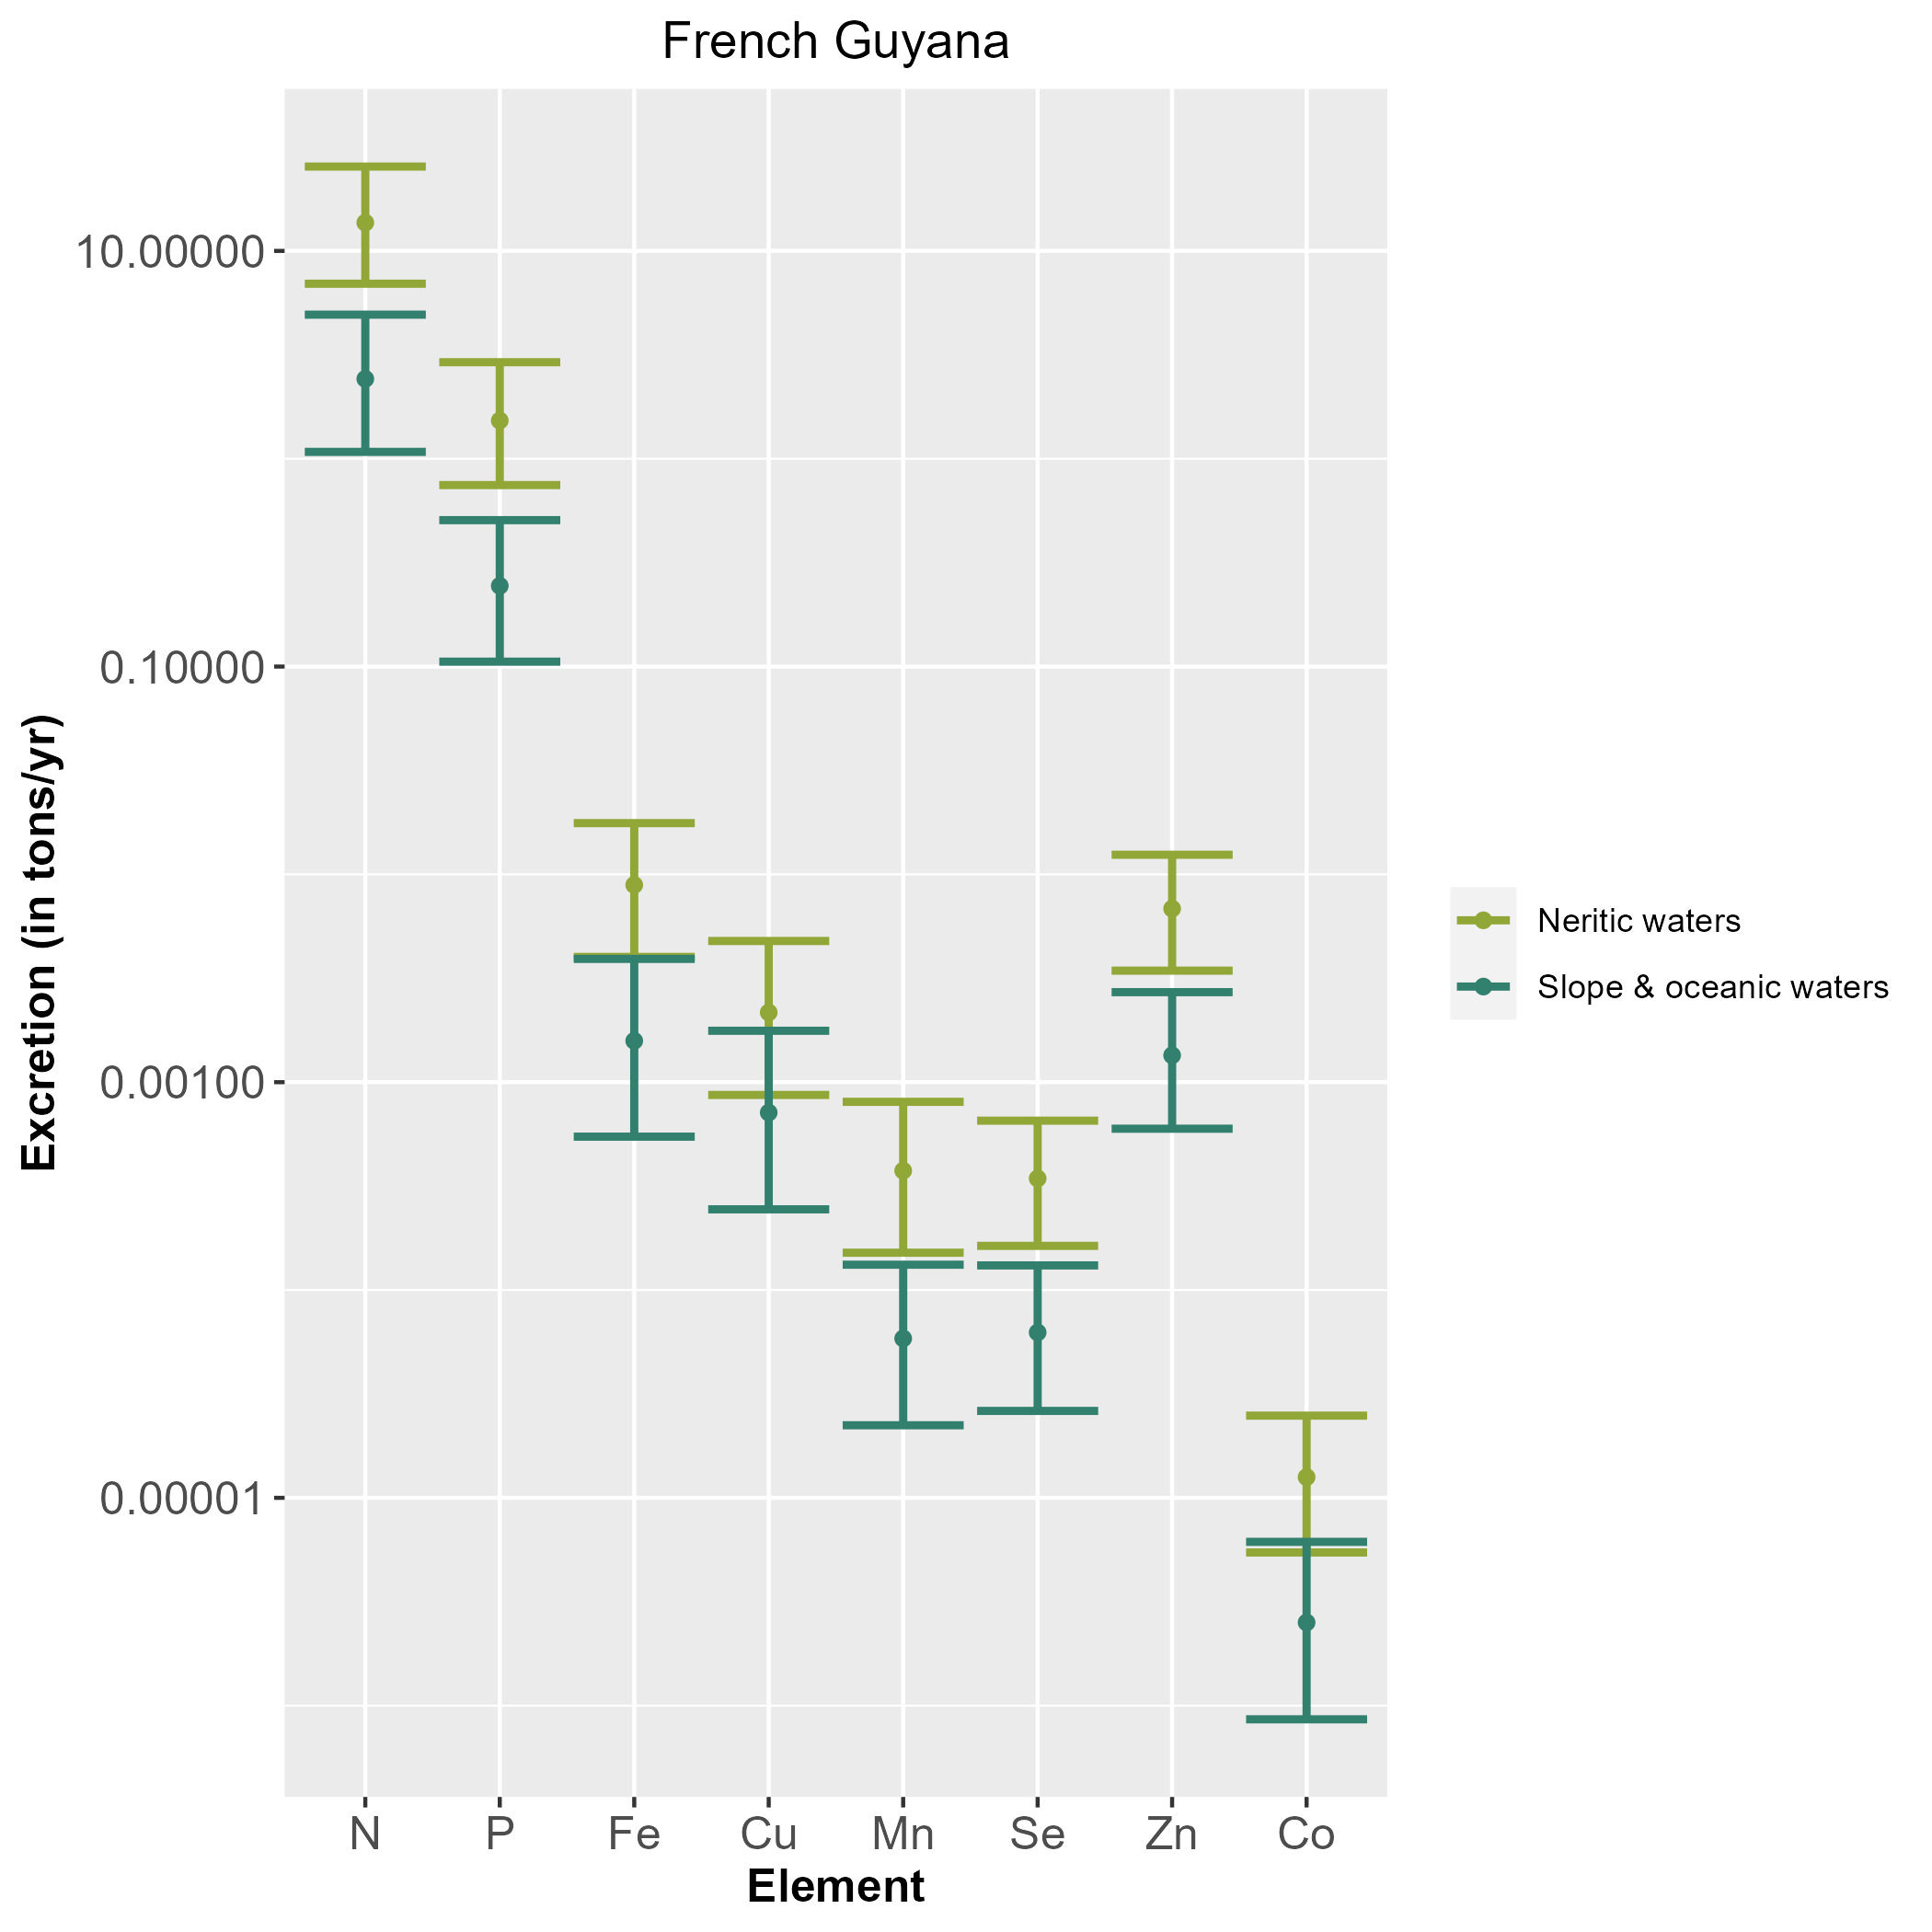 French Guyana
10.00000
0.10000
0.00100
0.00001
Excretion (in tons/yr)
N P Fe Cu Mn Se Zn Co
Element
Neritic waters
Slope & oceanic waters